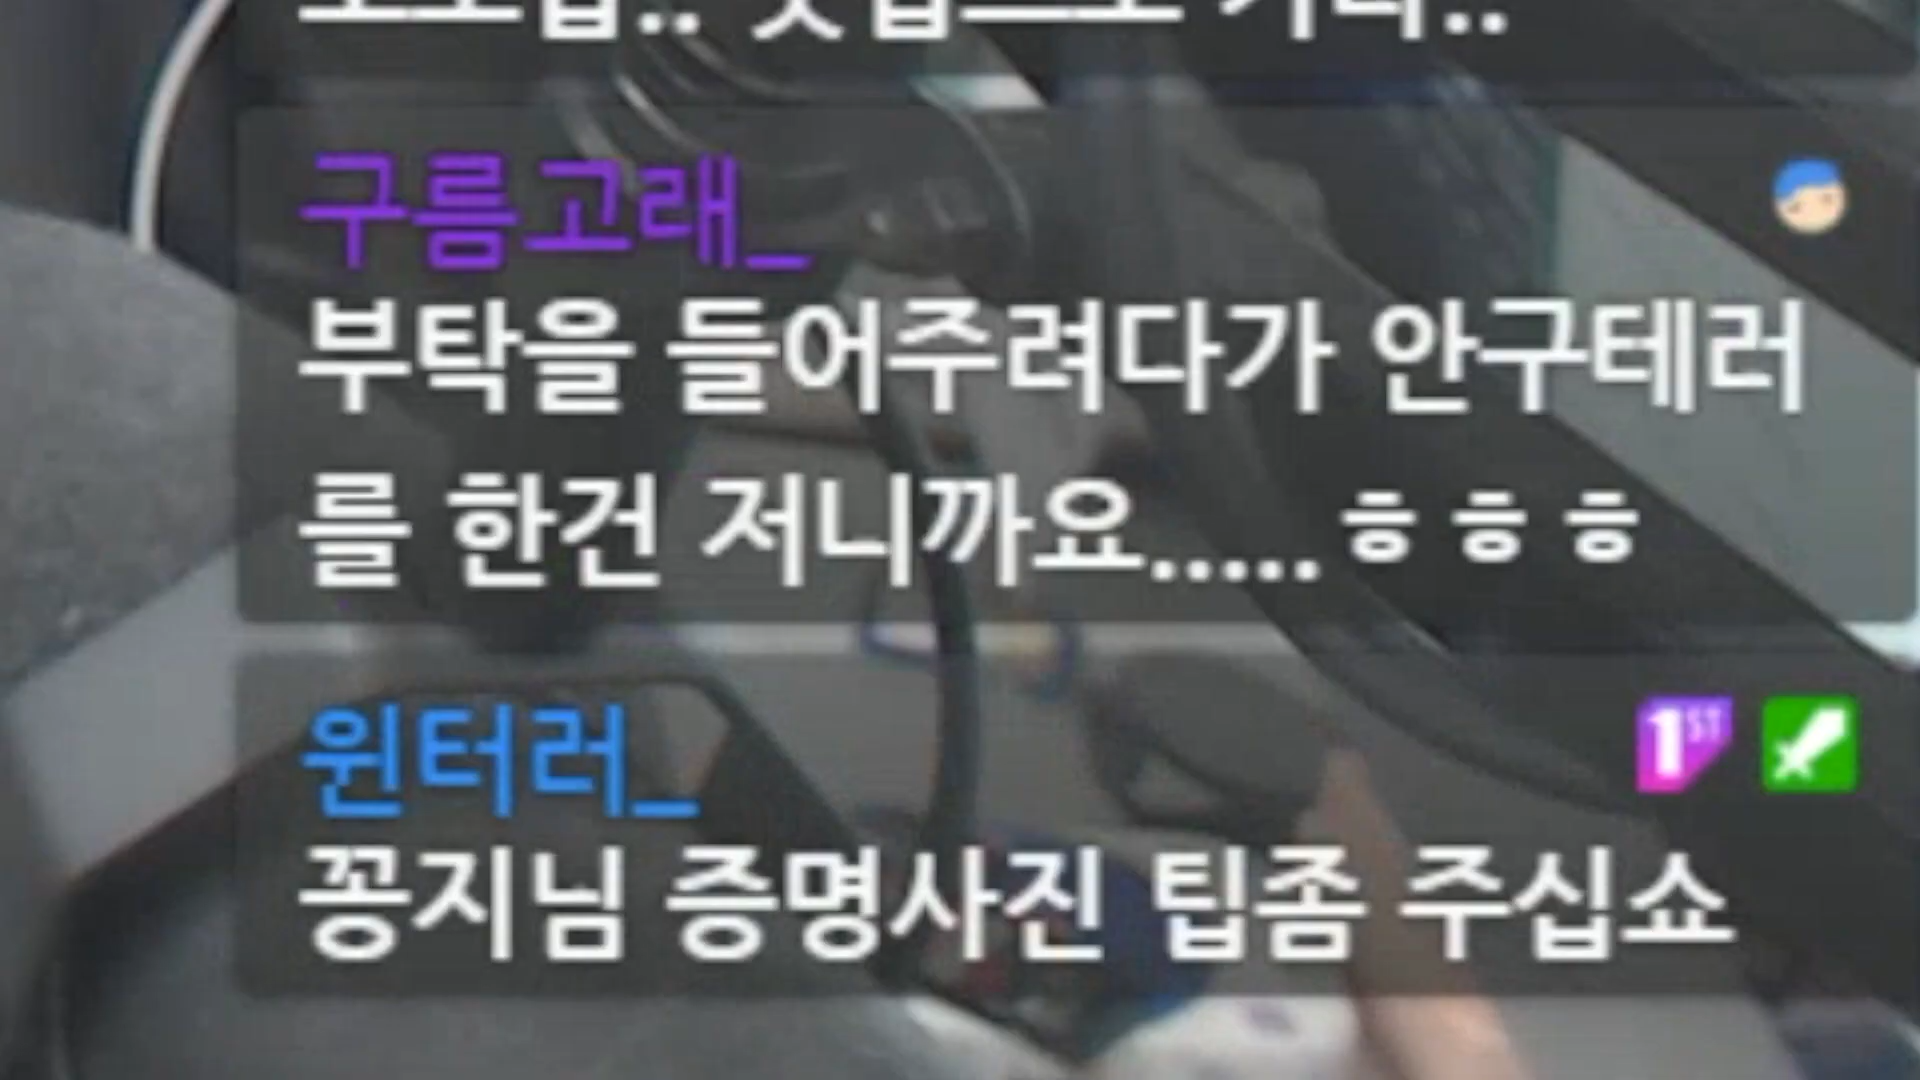 구름고래_
부탁을 들어주려다가 안구테러
를 한건 저니까요.....ㅎㅎㅎ
윈터러_
1ST
꽁지님 증명사진 팁좀 주십쇼